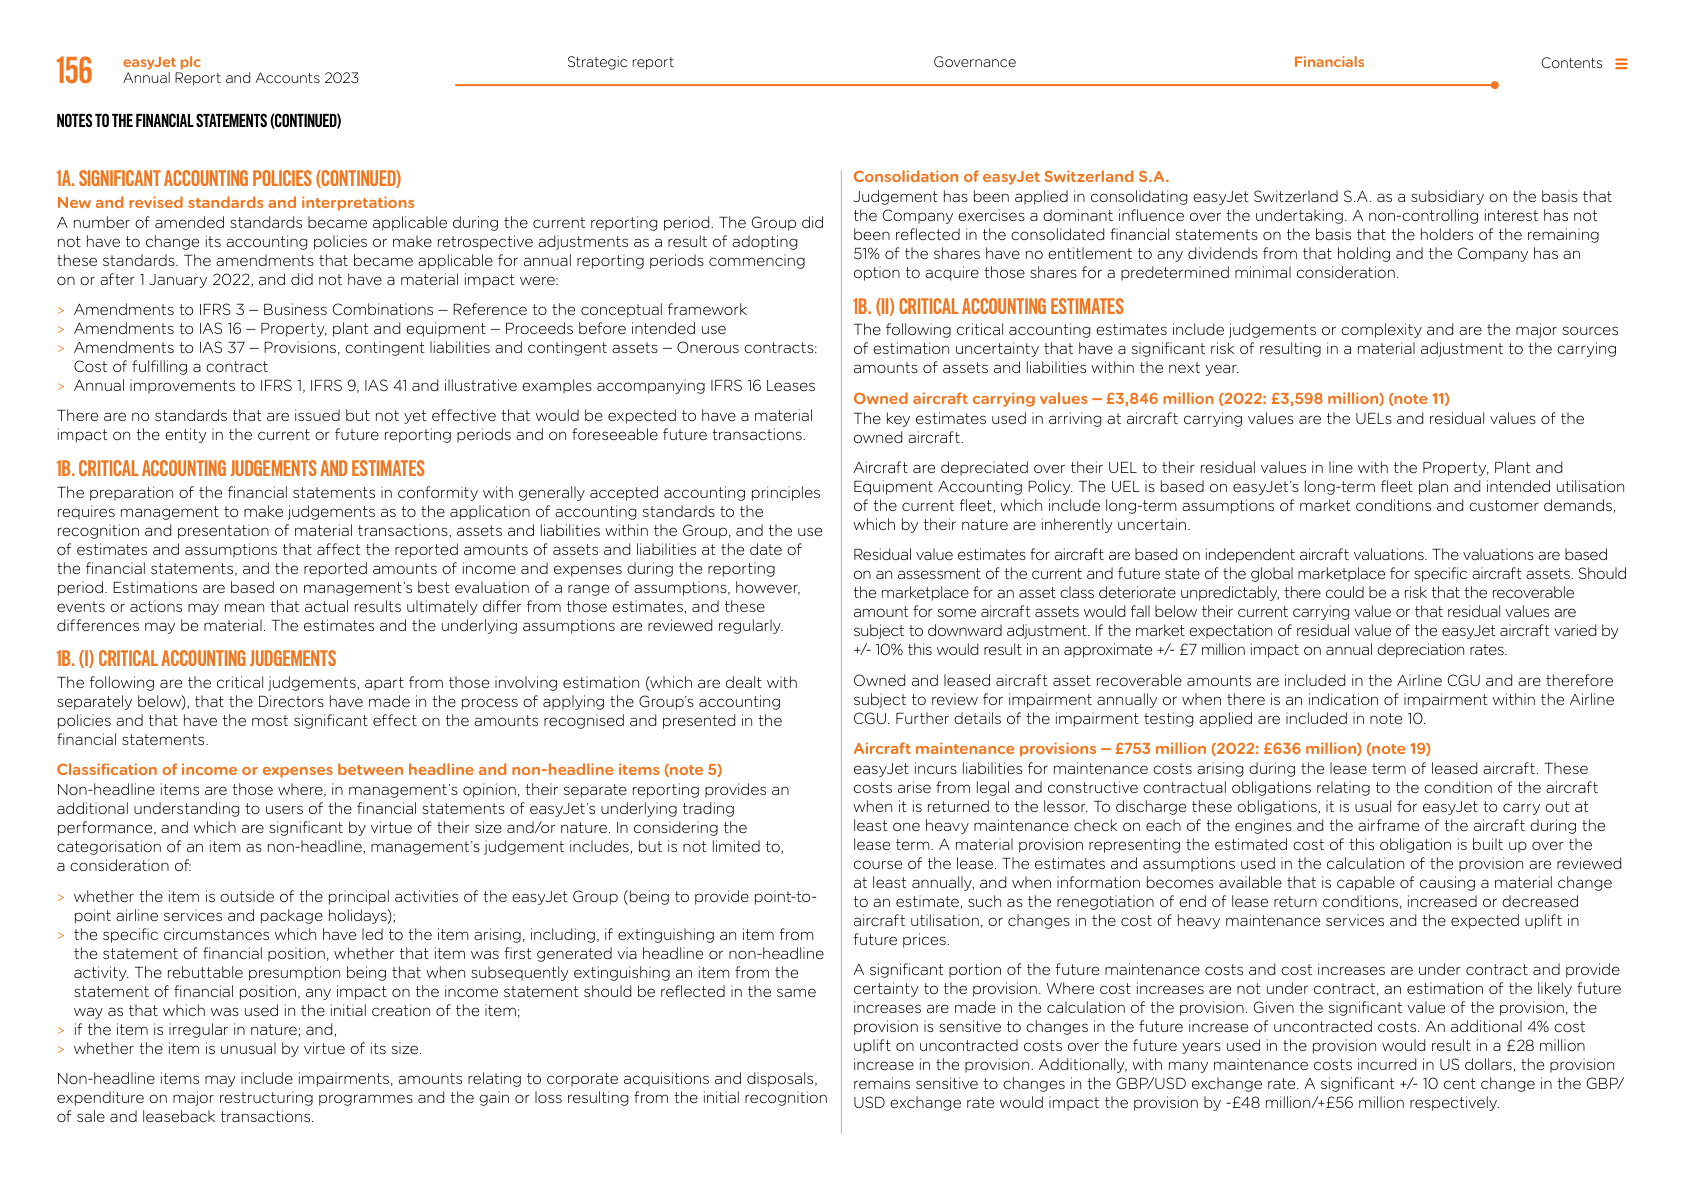 156
easyJet plc
Annual Report and Accounts 2023
Strategic report
Governance
Financials
Contents
NOTES TO THE FINANCIAL STATEMENTS (CONTINUED)
1A. SIGNIFICANT ACCOUNTING POLICIES (CONTINUED)
New and revised standards and interpretations
A number of amended standards became applicable during the current reporting period. The Group did
not have to change its accounting policies or make retrospective adjustments as a result of adopting
these standards. The amendments that became applicable for annual reporting periods commencing
on or after 1 January 2022, and did not have a material impact were:
> Amendments to IFRS 3 – Business Combinations – Reference to the conceptual framework
> Amendments to IAS 16 – Property, plant and equipment – Proceeds before intended use
> Amendments to IAS 37 – Provisions, contingent liabilities and contingent assets – Onerous contracts:
Cost of fulfilling a contract
> Annual improvements to IFRS 1, IFRS 9, IAS 41 and illustrative examples accompanying IFRS 16 Leases
There are no standards that are issued but not yet effective that would be expected to have a material
impact on the entity in the current or future reporting periods and on foreseeable future transactions.
1B. CRITICAL ACCOUNTING JUDGEMENTS AND ESTIMATES
The preparation of the financial statements in conformity with generally accepted accounting principles
requires management to make judgements as to the application of accounting standards to the
recognition and presentation of material transactions, assets and liabilities within the Group, and the use
of estimates and assumptions that affect the reported amounts of assets and liabilities at the date of
the financial statements, and the reported amounts of income and expenses during the reporting
period. Estimations are based on management's best evaluation of a range of assumptions, however,
events or actions may mean that actual results ultimately differ from those estimates, and these
differences may be material. The estimates and the underlying assumptions are reviewed regularly.
1B. (I) CRITICAL ACCOUNTING JUDGEMENTS
The following are the critical judgements, apart from those involving estimation (which are dealt with
separately below), that the Directors have made in the process of applying the Group's accounting
policies and that have the most significant effect on the amounts recognised and presented in the
financial statements.
Classification of income or expenses between headline and non-headline items (note 5)
Non-headline items are those where, in management's opinion, their separate reporting provides an
additional understanding to users of the financial statements of easyJet's underlying trading
performance, and which are significant by virtue of their size and/or nature. In considering the
categorisation of an item as non-headline, management's judgement includes, but is not limited to,
a consideration of:
> whether the item is outside of the principal activities of the easyJet Group (being to provide point-to-
point airline services and package holidays);
> the specific circumstances which have led to the item arising, including, if extinguishing an item from
the statement of financial position, whether that item was first generated via headline or non-headline
activity. The rebuttable presumption being that when subsequently extinguishing an item from the
statement of financial position, any impact on the income statement should be reflected in the same
way as that which was used in the initial creation of the item;
> if the item is irregular in nature; and,
> whether the item is unusual by virtue of its size.
Non-headline items may include impairments, amounts relating to corporate acquisitions and disposals,
expenditure on major restructuring programmes and the gain or loss resulting from the initial recognition
of sale and leaseback transactions.
Consolidation of easyJet Switzerland S.A.
Judgement has been applied in consolidating easyJet Switzerland S.A. as a subsidiary on the basis that
the Company exercises a dominant influence over the undertaking. A non-controlling interest has not
been reflected in the consolidated financial statements on the basis that the holders of the remaining
51% of the shares have no entitlement to any dividends from that holding and the Company has an
option to acquire those shares for a predetermined minimal consideration.
1B. (II) CRITICAL ACCOUNTING ESTIMATES
The following critical accounting estimates include judgements or complexity and are the major sources
of estimation uncertainty that have a significant risk of resulting in a material adjustment to the carrying
amounts of assets and liabilities within the next year.
Owned aircraft carrying values – £3,846 million (2022: £3,598 million) (note 11)
The key estimates used in arriving at aircraft carrying values are the UELs and residual values of the
owned aircraft.
Aircraft are depreciated over their UEL to their residual values in line with the Property, Plant and
Equipment Accounting Policy. The UEL is based on easyJet's long-term fleet plan and intended utilisation
of the current fleet, which include long-term assumptions of market conditions and customer demands,
which by their nature are inherently uncertain.
Residual value estimates for aircraft are based on independent aircraft valuations. The valuations are based
on an assessment of the current and future state of the global marketplace for specific aircraft assets. Should
the marketplace for an asset class deteriorate unpredictably, there could be a risk that the recoverable
amount for some aircraft assets would fall below their current carrying value or that residual values are
subject to downward adjustment. If the market expectation of residual value of the easyJet aircraft varied by
+/- 10% this would result in an approximate +/- £7 million impact on annual depreciation rates.
Owned and leased aircraft asset recoverable amounts are included in the Airline CGU and are therefore
subject to review for impairment annually or when there is an indication of impairment within the Airline
CGU. Further details of the impairment testing applied are included in note 10.
Aircraft maintenance provisions – £753 million (2022: £636 million) (note 19)
easyJet incurs liabilities for maintenance costs arising during the lease term of leased aircraft. These
costs arise from legal and constructive contractual obligations relating to the condition of the aircraft
when it is returned to the lessor. To discharge these obligations, it is usual for easyJet to carry out at
least one heavy maintenance check on each of the engines and the airframe of the aircraft during the
lease term. A material provision representing the estimated cost of this obligation is built up over the
course of the lease. The estimates and assumptions used in the calculation of the provision are reviewed
at least annually, and when information becomes available that is capable of causing a material change
to an estimate, such as the renegotiation of end of lease return conditions, increased or decreased
aircraft utilisation, or changes in the cost of heavy maintenance services and the expected uplift in
future prices.
A significant portion of the future maintenance costs and cost increases are under contract and provide
certainty to the provision. Where cost increases are not under contract, an estimation of the likely future
increases are made in the calculation of the provision. Given the significant value of the provision, the
provision is sensitive to changes in the future increase of uncontracted costs. An additional 4% cost
uplift on uncontracted costs over the future years used in the provision would result in a £28 million
increase in the provision. Additionally, with many maintenance costs incurred in US dollars, the provision
remains sensitive to changes in the GBP/USD exchange rate. A significant +/- 10 cent change in the GBP/
USD exchange rate would impact the provision by -£48 million/+£56 million respectively.